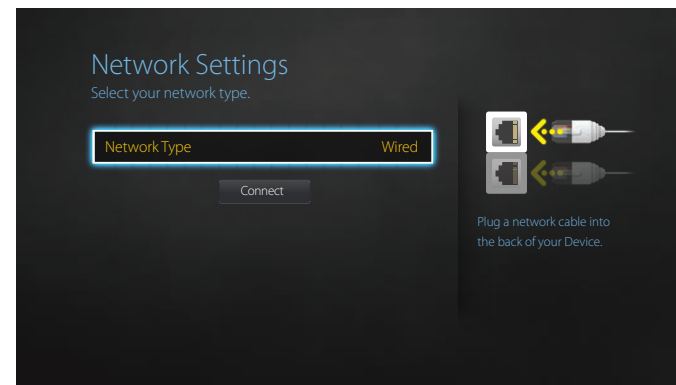 Network Settings
Select your network type.
Network Type Wired
Connect
Plug a network cable into
the back of your Device.